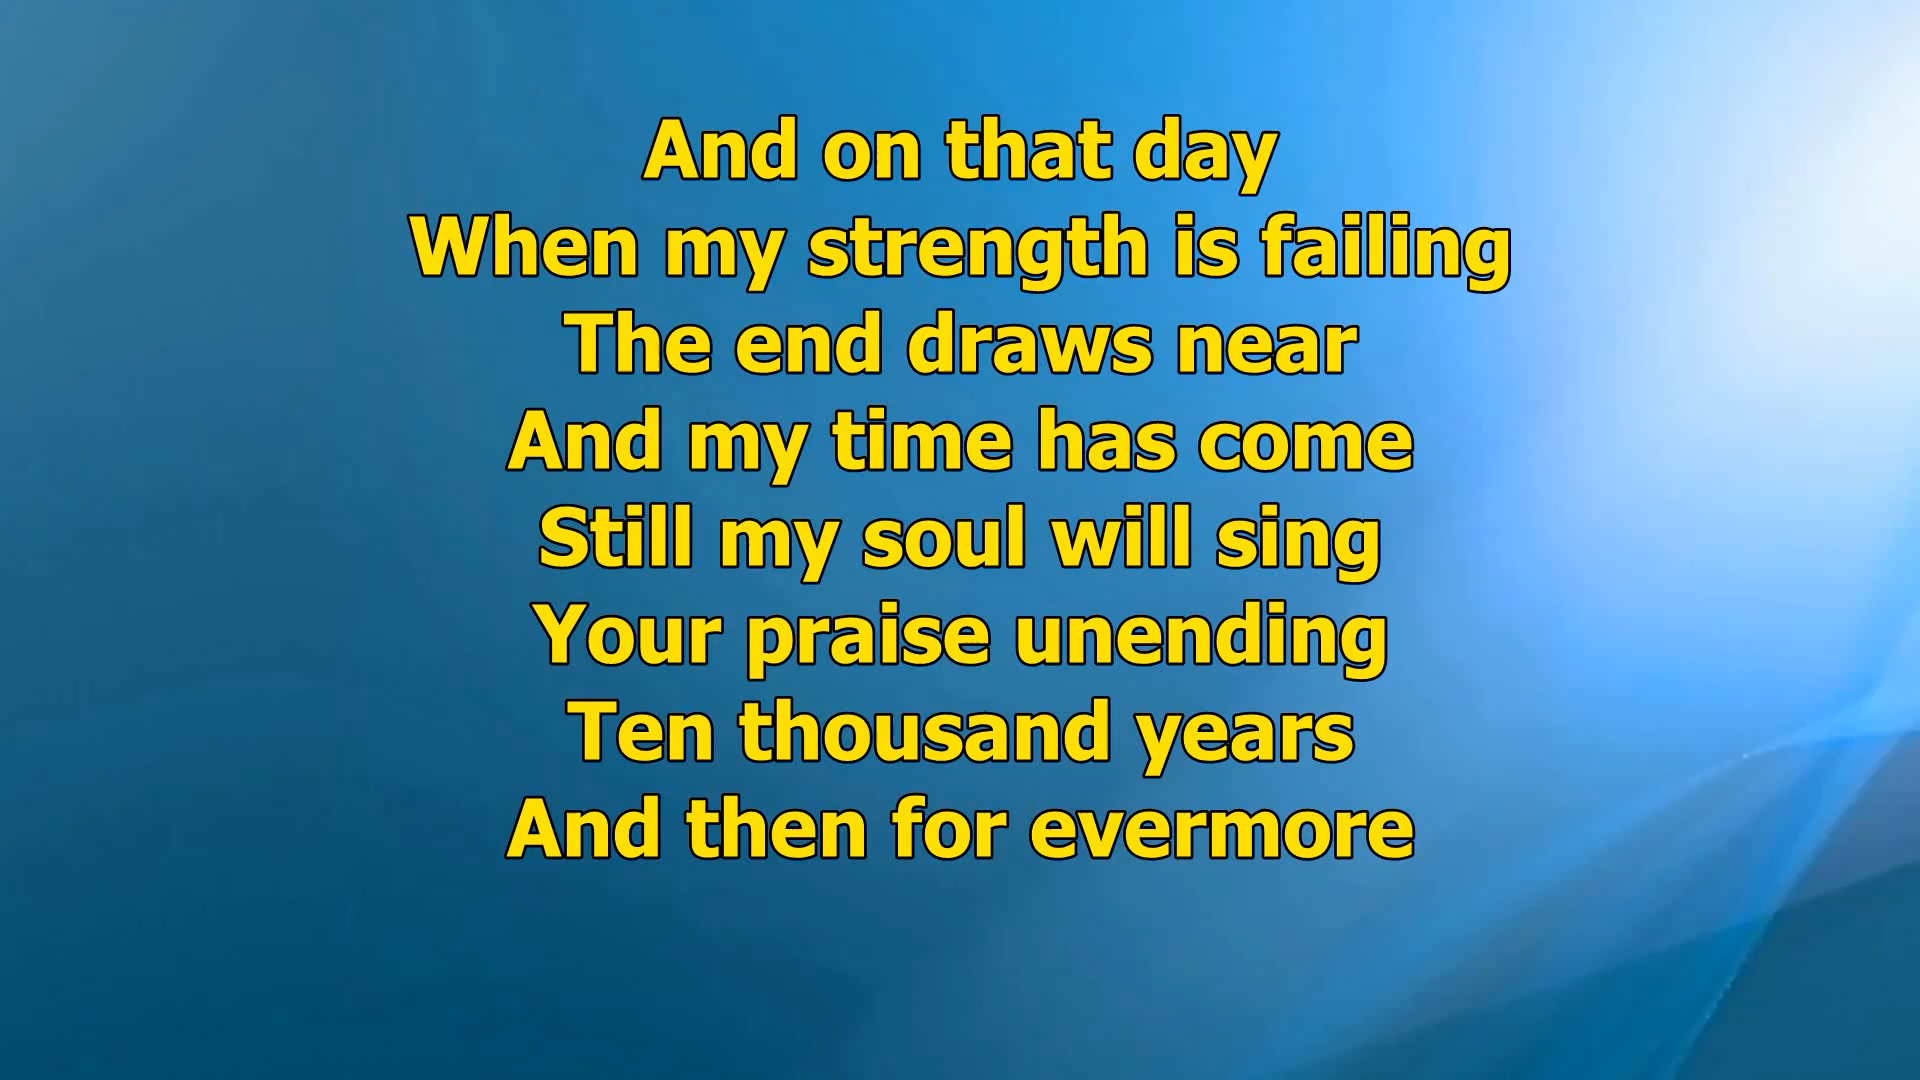 And on that day
When my strength is failing
The end draws near
And my time has come
Still my soul will sing
Your praise unending
Ten thousand years
And then for evermore